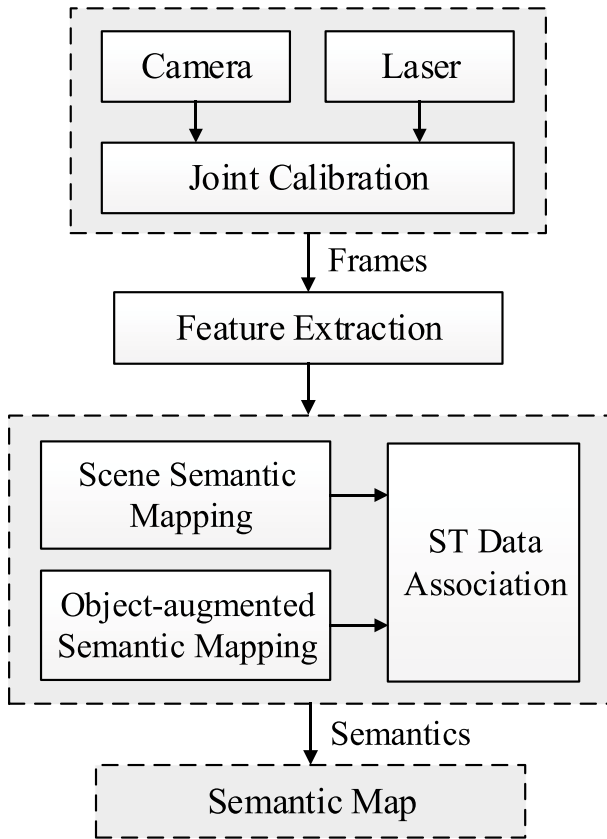 Camera
Laser
Joint Calibration
Frames
Feature Extraction
Scene Semantic
Mapping
Object-augmented
Semantic Mapping
ST Data
Association
Semantics
Semantic Map